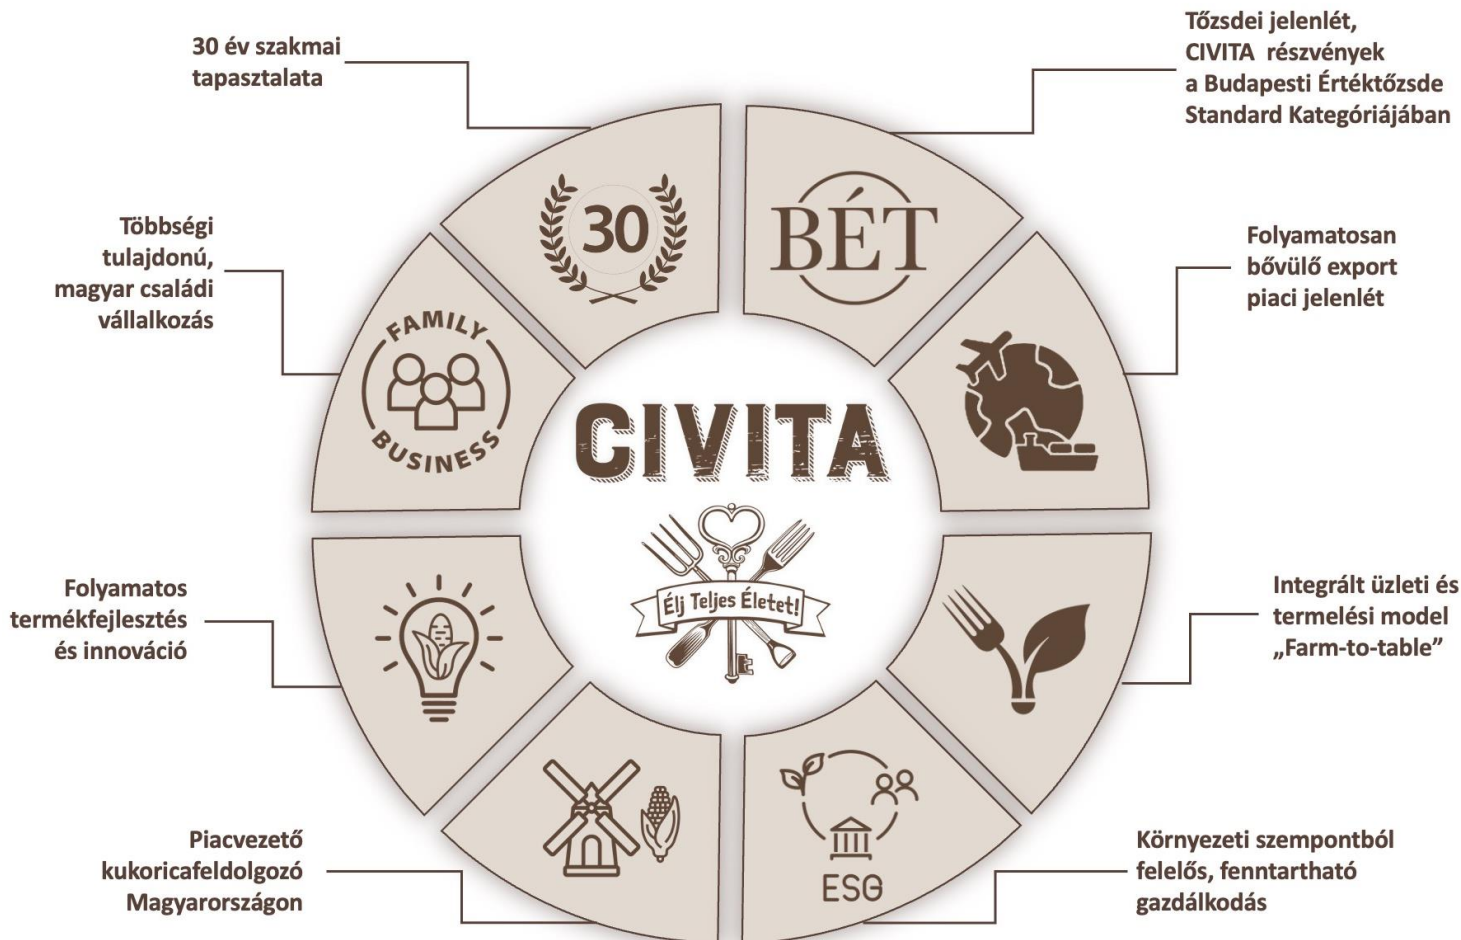 30 év szakmai
tapasztalata
Tőzsdei jelenlét,
CIVITA részvények
a Budapesti Értéktőzsde
Standard Kategóriájában
Többségi
tulajdonú,
magyar családi
vállalkozás
Folyamatosan
bővülő export
piaci jelenlét
30
BÉT
FAMILY
BUSINESS
CIVITA
Élj Teljes Életet!
Folyamatos
termékfejlesztés
és innováció
Integrált üzleti és
termelési model
„Farm-to-table”
Piacvezető
kukoricafeldolgozó
Magyarországon
ESG
Környezeti szempontból
felelős, fenntartható
gazdálkodás